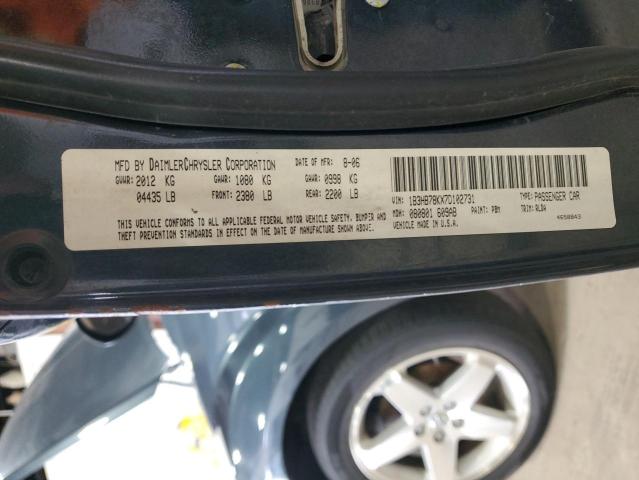 MFD BY DAIMLERCHRYSLER CORPORATION DATE OF MFR: 8-06
GVWR: 2012 KG GAWR: 1080 KG GAWR: 0998 KG
04435 LB FRONT: 2380 LB REAR: 2200 LB
THIS VEHICLE CONFORMS TO ALL APPLICABLE FEDERAL MOTOR VEHICLE SAFETY, BUMPER AND
THEFT PREVENTION STANDARDS IN EFFECT ON THE DATE OF MANUFACTURE SHOWN ABOVE.
VIN: 1B3HB78KX7D102731 TYPE: PASSENGER CAR
MDH: 080801 609AB PAINT: PBM TRIM: RLDA
VEHICLE MADE IN U.S.A. 4658843